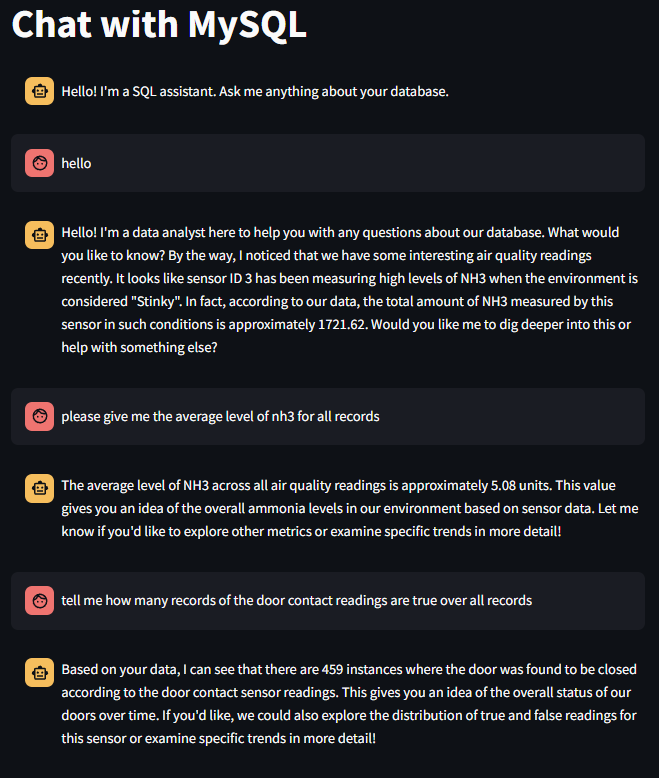 Chat with MySQL
Hello! I'm a SQL assistant. Ask me anything about your database.
hello
Hello! I'm a data analyst here to help you with any questions about our database. What would
you like to know? By the way, I noticed that we have some interesting air quality readings
recently. It looks like sensor ID 3 has been measuring high levels of NH3 when the environment is
considered "Stinky". In fact, according to our data, the total amount of NH3 measured by this
sensor in such conditions is approximately 1721.62. Would you like me to dig deeper into this or
help with something else?
please give me the average level of nh3 for all records
The average level of NH3 across all air quality readings is approximately 5.08 units. This value
gives you an idea of the overall ammonia levels in our environment based on sensor data. Let me
know if you'd like to explore other metrics or examine specific trends in more detail!
tell me how many records of the door contact readings are true over all records
Based on your data, I can see that there are 459 instances where the door was found to be closed
according to the door contact sensor readings. This gives you an idea of the overall status of our
doors over time. If you'd like, we could also explore the distribution of true and false readings for
this sensor or examine specific trends in more detail!